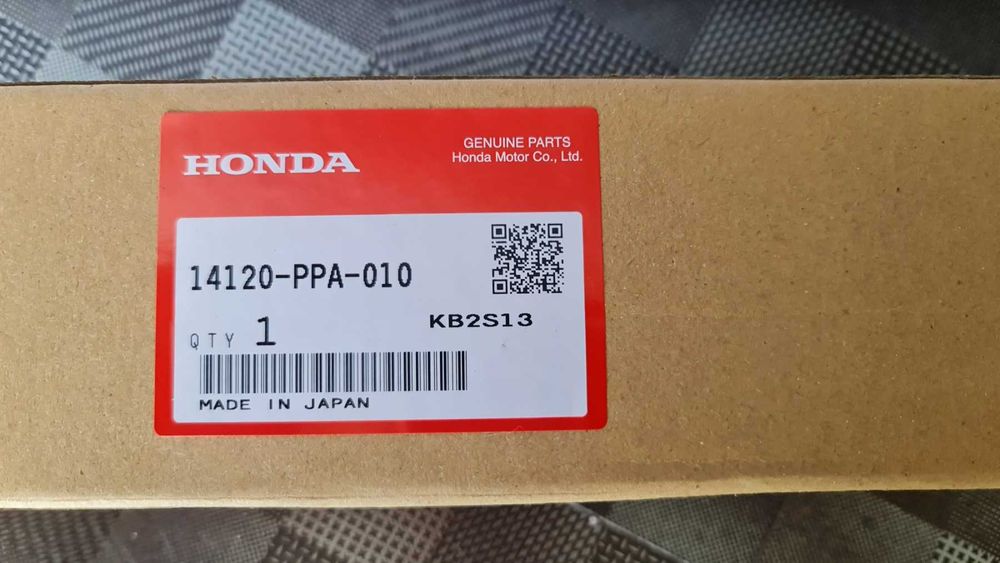 HONDA
GENUINE PARTS
Honda Motor Co., Ltd.
14120-PPA-010
KB2S13
QTY 1
MADE IN JAPAN